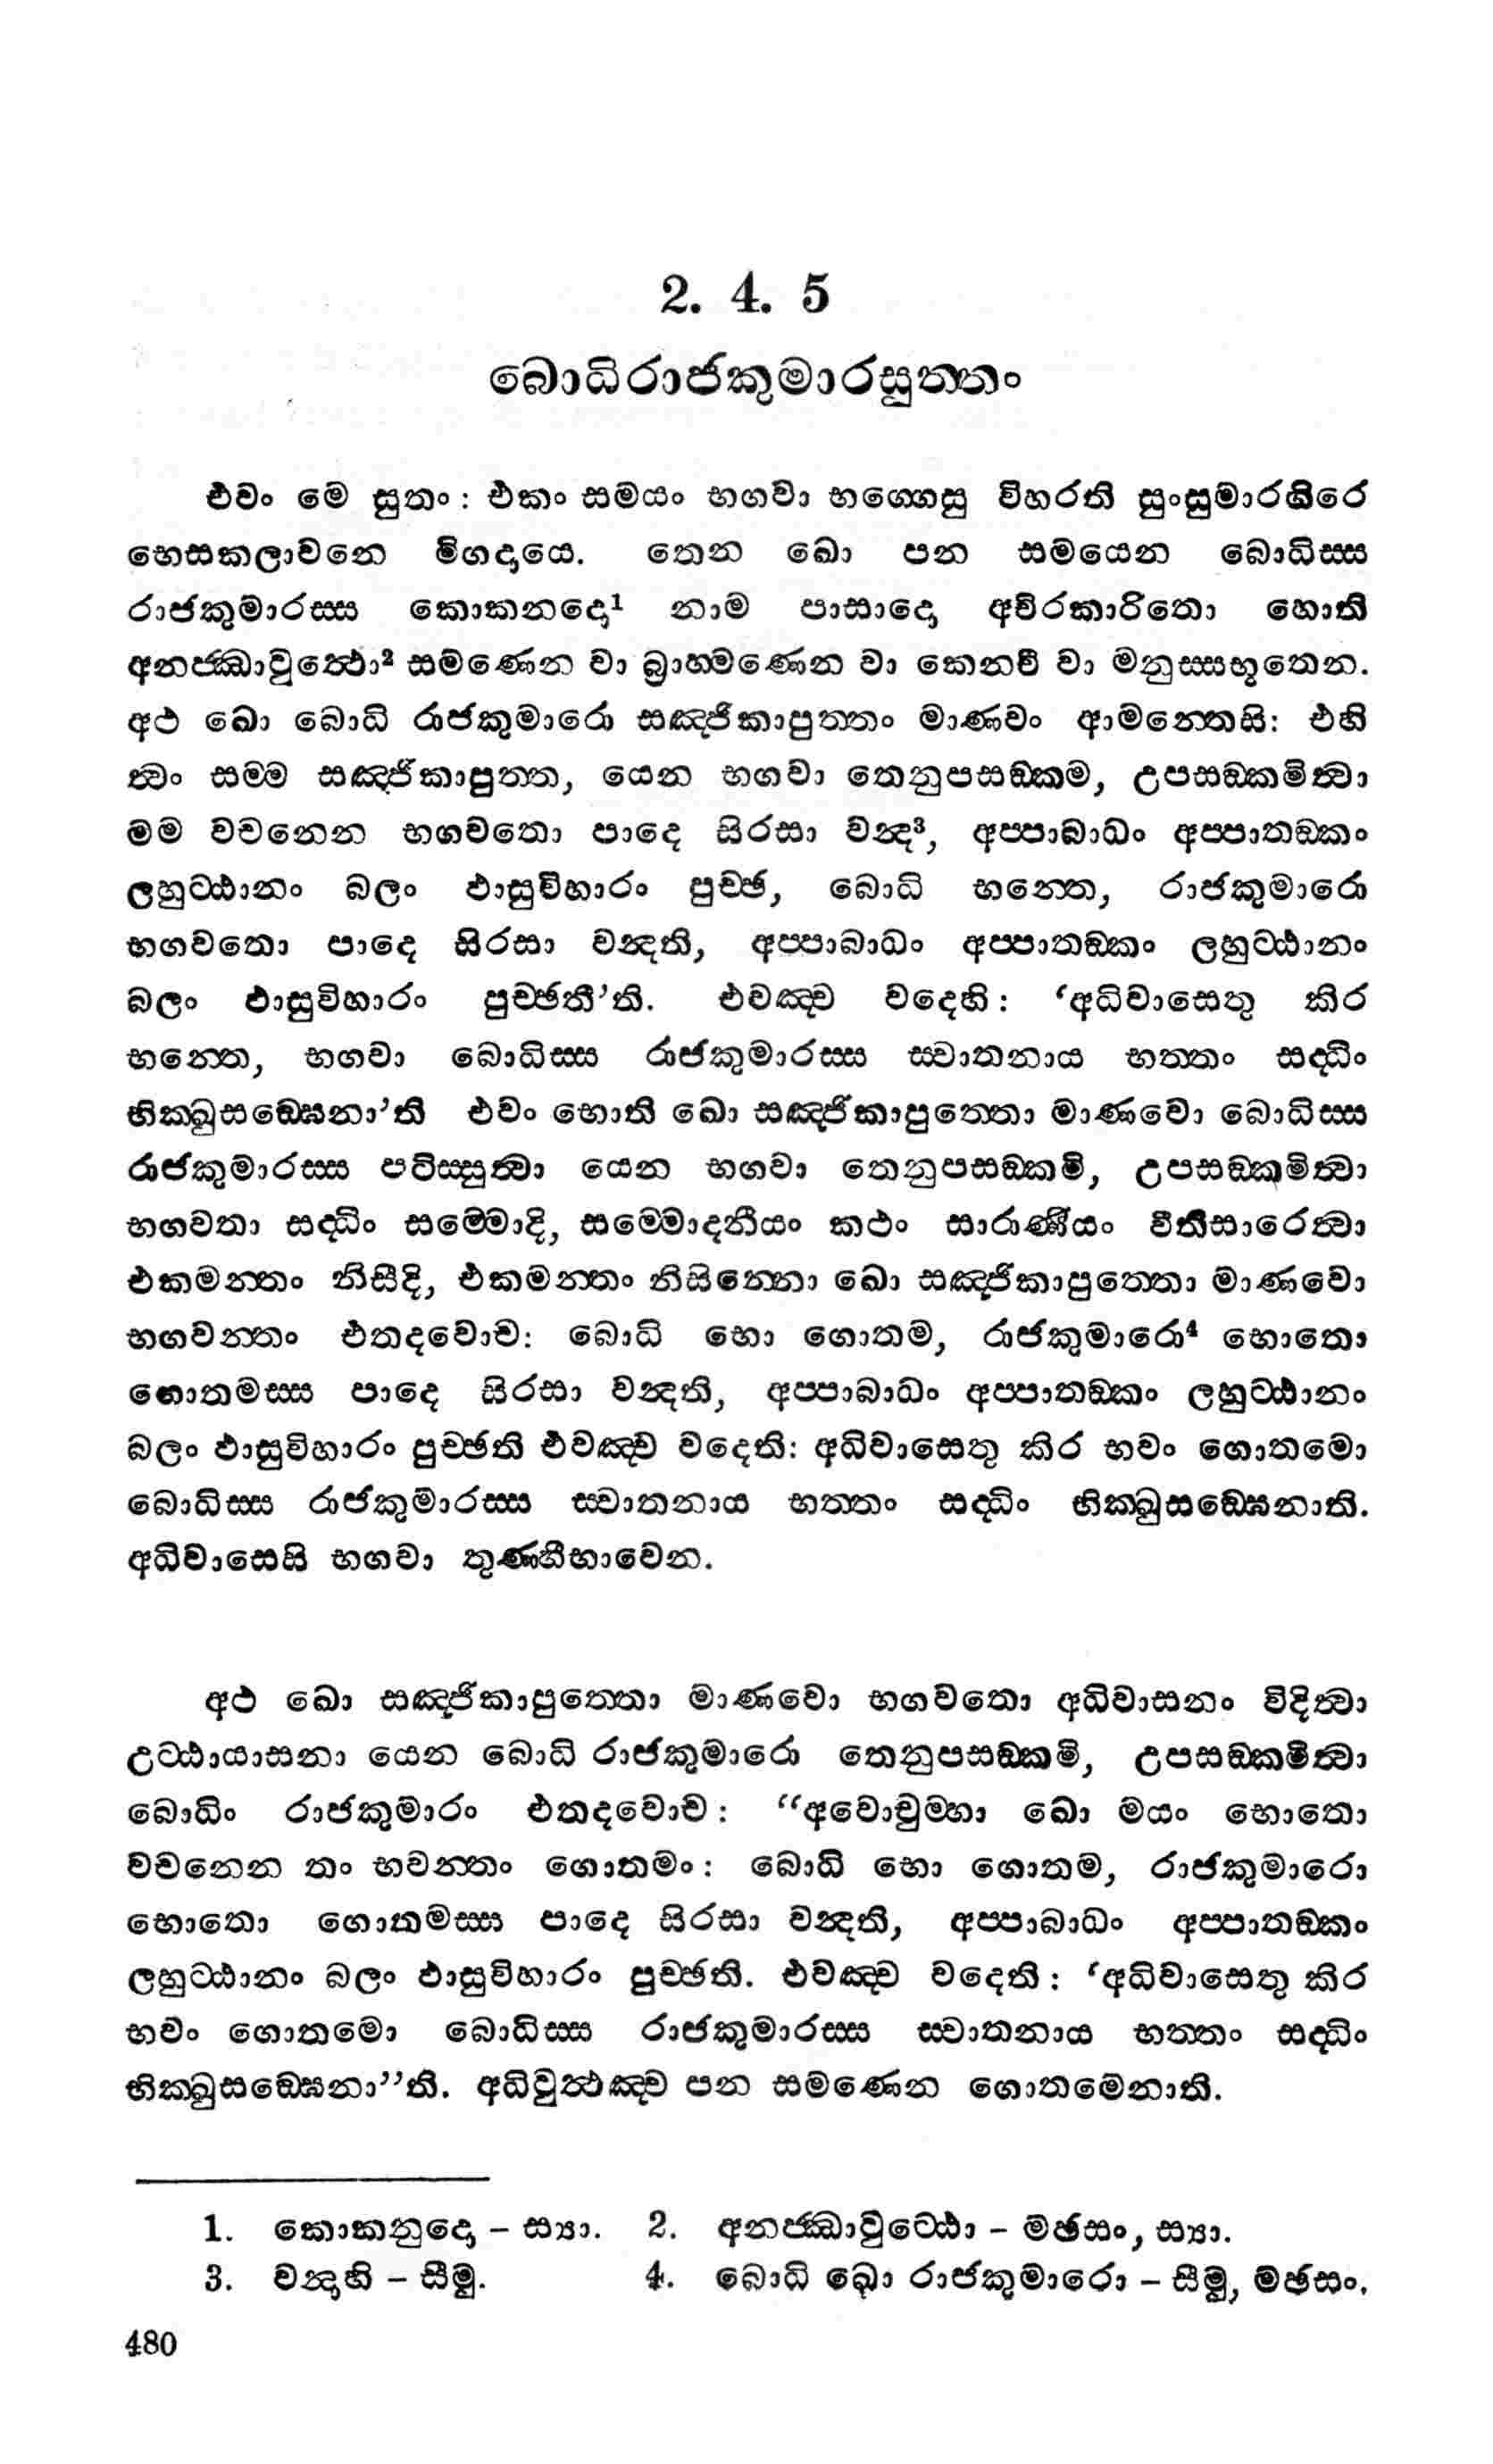 2. 4. 5
බොධිරාජකුමාරසුත්තං
එවං මෙ සුතං: එකං සමයං භගවා භග්ගෙසු විහරති සුංසුමාරගිරෙ
භෙසකලාවනෙ මිගදායෙ. තෙන ඛො පන සමයෙන බොධිස්ස
රාජකුමාරස්ස කොකනදො¹ නාම පාසාදො අචිරකාරිතො හොති
අනජ්ඣාවුත්ථො² සමණෙන වා බ්‍රාහ්මණෙන වා කෙනචි වා මනුස්සභූතෙන.
අථ ඛො බොධි රාජකුමාරො සඤ්ජිකාපුත්තං මාණවං ආමන්තෙසි: එහි
ත්‍වං සම්ම සඤ්ජිකාපුත්ත, යෙන භගවා තෙනුපසඞ්කම, උපසඞ්කමිත්‍වා
මම වචනෙන භගවතො පාදෙ සිරසා වන්‍ද³, අප්පාබාධං අප්පාතඞ්කං
ලහුට්ඨානං බලං ඵාසුවිහාරං පුච්ඡ, බොධි භන්තෙ, රාජකුමාරො
භගවතො පාදෙ සිරසා වන්‍දති, අප්පාබාධං අප්පාතඞ්කං ලහුට්ඨානං
බලං ඵාසුවිහාරං පුච්ඡතී’ති. එවඤ්ච වදෙහි: ‘අධිවාසෙතු කිර
භන්තෙ, භගවා බොධිස්ස රාජකුමාරස්ස ස්වාතනාය භත්තං සද්ධිං
භික්ඛුසඞ්ඝෙනා’ති එවං භොති ඛො සඤ්ජිකාපුත්තො මාණවො බොධිස්ස
රාජකුමාරස්ස පටිස්සුත්‍වා යෙන භගවා තෙනුපසඞ්කමි, උපසඞ්කමිත්‍වා
භගවතා සද්ධිං සම්මොදි, සම්මොදනීයං කථං සාරාණීයං වීතිසාරෙත්‍වා
එකමන්තං නිසීදි, එකමන්තං නිසින්නො ඛො සඤ්ජිකාපුත්තො මාණවො
භගවන්තං එතදවොච: බොධි භො ගොතම, රාජකුමාරො⁴ භොතො
ගොතමස්ස පාදෙ සිරසා වන්‍දති, අප්පාබාධං අප්පාතඞ්කං ලහුට්ඨානං
බලං ඵාසුවිහාරං පුච්ඡති එවඤ්ච වදෙති: අධිවාසෙතු කිර භවං ගොතමො
බොධිස්ස රාජකුමාරස්ස ස්වාතනාය භත්තං සද්ධිං භික්ඛුසඞ්ඝෙනාති.
අධිවාසෙසි භගවා තුණ්හීභාවෙන.
අථ ඛො සඤ්ජිකාපුත්තො මාණවො භගවතො අධිවාසනං විදිත්‍වා
උට්ඨායාසනා යෙන බොධි රාජකුමාරො තෙනුපසඞ්කමි, උපසඞ්කමිත්‍වා
බොධිං රාජකුමාරං එතදවොච: “අවොචුම්හා ඛො මයං භොතො
වචනෙන තං භවන්තං ගොතමං: බොධි භො ගොතම, රාජකුමාරො
භොතො ගොතමස්ස පාදෙ සිරසා වන්‍දති, අප්පාබාධං අප්පාතඞ්කං
ලහුට්ඨානං බලං ඵාසුවිහාරං පුච්ඡති. එවඤ්ච වදෙති: ‘අධිවාසෙතු කිර
භවං ගොතමො බොධිස්ස රාජකුමාරස්ස ස්වාතනාය භත්තං සද්ධිං
භික්ඛුසඞ්ඝෙනා”ති. අධිවුත්ථඤ්ච පන සමණෙන ගොතමෙනාති.
1. කොකනුදො – ස්‍යා. 2. අනජ්ඣාවුට්ඨො – මඡසං, ස්‍යා.
3. වන්‍දාහි – සීමු. 4. බොධි ඛො රාජකුමාරො – සීමු, මඡසං.
480